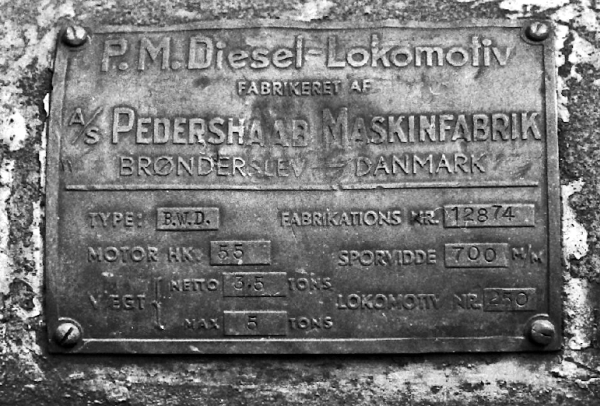 P.M. Diesel-Lokomotiv
FABRIKERET AF
A/S PEDERSHAAB MASKINFABRIK
BRØNDERSLEV - DANMARK
TYPE: B.W.D. FABRIKATIONS NR. 12874
MOTOR HK: 55 SPORVIDDE 700 M/M
VÆGT NETTO 3.5 TONS LOKOMOTIV NR. 250
MAX 5 TONS